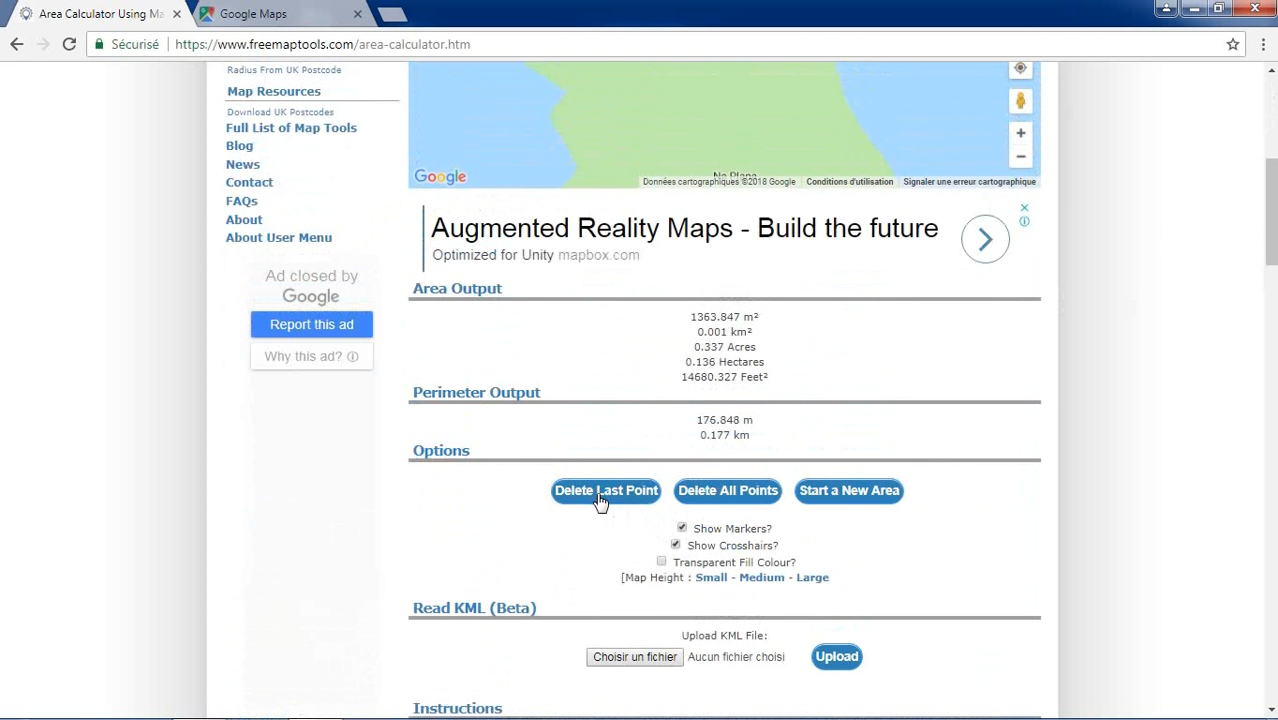 Area Calculator Using Ma
Google Maps
Sécurisé
https://www.freemaptools.com/area-calculator.htm
Radius From UK Postcode
Map Resources
Download UK Postcodes
Full List of Map Tools
Blog
News
Contact
FAQs
About
About User Menu
Ad closed by
Google
Report this ad
Why this ad?
Google
Données cartographiques ©2018 Google
Conditions d'utilisation
Signaler une erreur cartographique
Augmented Reality Maps - Build the future
Optimized for Unity mapbox.com
Area Output
1363.847 m²
0.001 km²
0.337 Acres
0.136 Hectares
14680.327 Feet²
Perimeter Output
176.848 m
0.177 km
Options
Delete Last Point
Delete All Points
Start a New Area
Show Markers?
Show Crosshairs?
Transparent Fill Colour?
[Map Height : Small - Medium - Large
Read KML (Beta)
Upload KML File:
Choisir un fichier
Aucun fichier choisi
Upload
Instructions